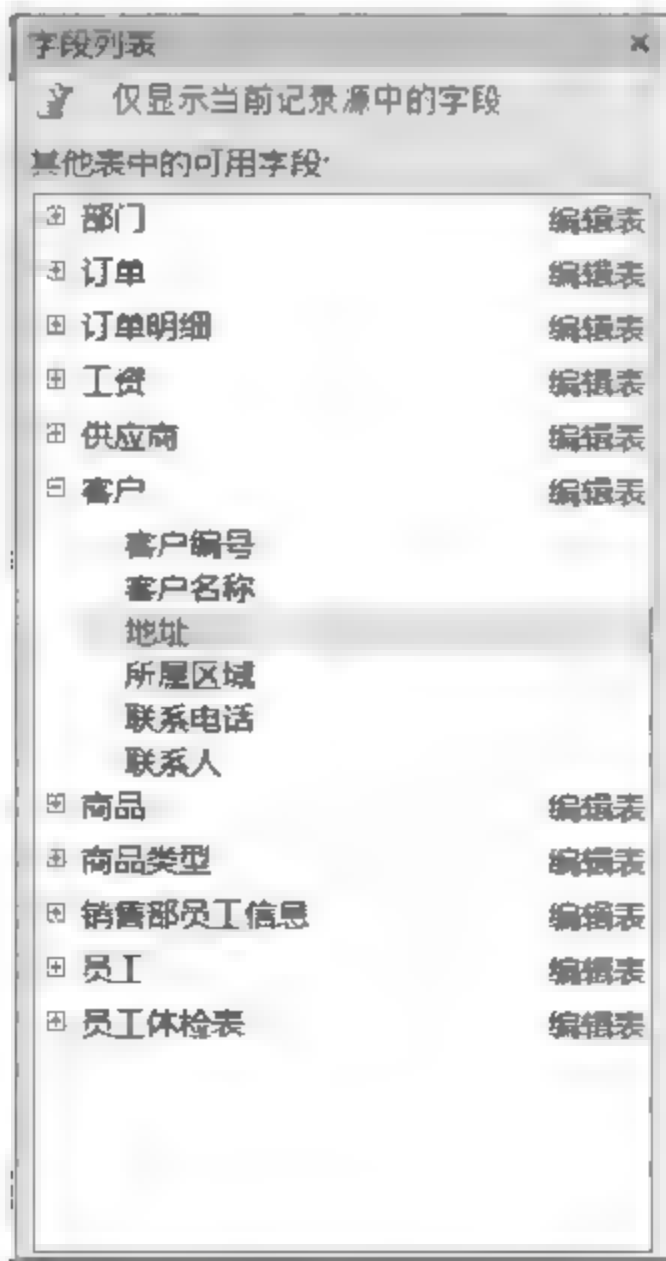 字段列表
仅显示当前记录源中的字段
其他表中的可用字段:
部门 编辑表
订单 编辑表
订单明细 编辑表
工资 编辑表
供应商 编辑表
客户 编辑表
客户编号
客户名称
地址
所属区域
联系电话
联系人
商品 编辑表
商品类型 编辑表
销售部员工信息 编辑表
员工 编辑表
员工体检表 编辑表